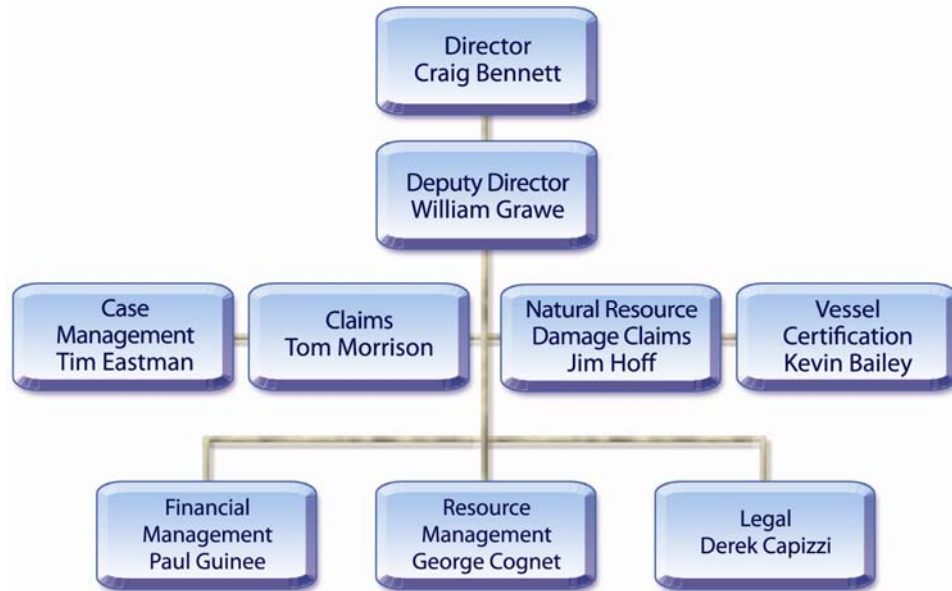 Director
Craig Bennett
Deputy Director
William Grawe
Case
Management
Tim Eastman
Claims
Tom Morrison
Natural Resource
Damage Claims
Jim Hoff
Vessel
Certification
Kevin Bailey
Financial
Management
Paul Guinee
Resource
Management
George Cognet
Legal
Derek Capizzi